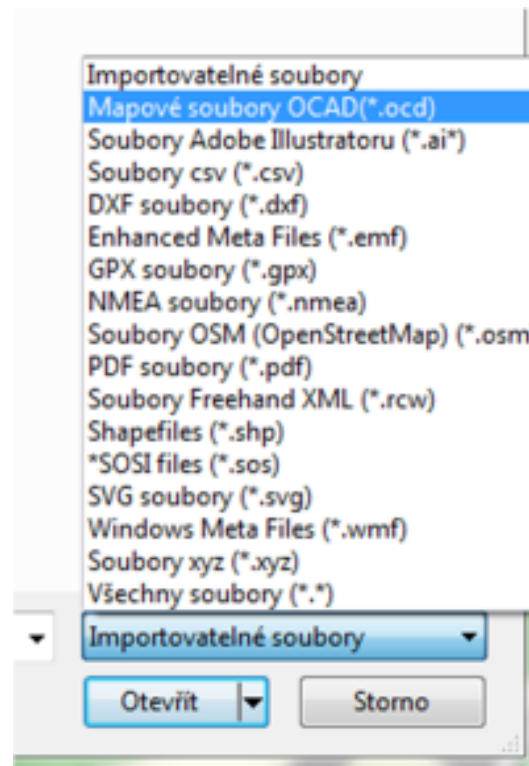 Importovatelné soubory
Mapové soubory OCAD(*.ocd)
Soubory Adobe Illustratoru (*.ai*)
Soubory csv (*.csv)
DXF soubory (*.dxf)
Enhanced Meta Files (*.emf)
GPX soubory (*.gpx)
NMEA soubory (*.nmea)
Soubory OSM (OpenStreetMap) (*.osm
PDF soubory (*.pdf)
Soubory Freehand XML (*.rcw)
Shapefiles (*.shp)
*SOSI files (*.sos)
SVG soubory (*.svg)
Windows Meta Files (*.wmf)
Soubory xyz (*.xyz)
Všechny soubory (*.*)
Importovatelné soubory
Otevřít
Storno